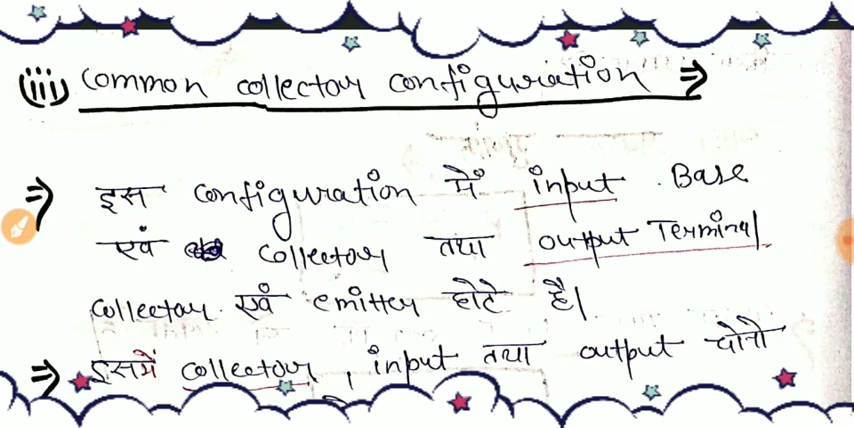 (iii) Common collector configuration ⇒
⇒ इस configuration में input Base
एवं collector तथा output Terminal
collector एवं emitter होते है।
⇒ इसमें collector, input तथा output दोनो